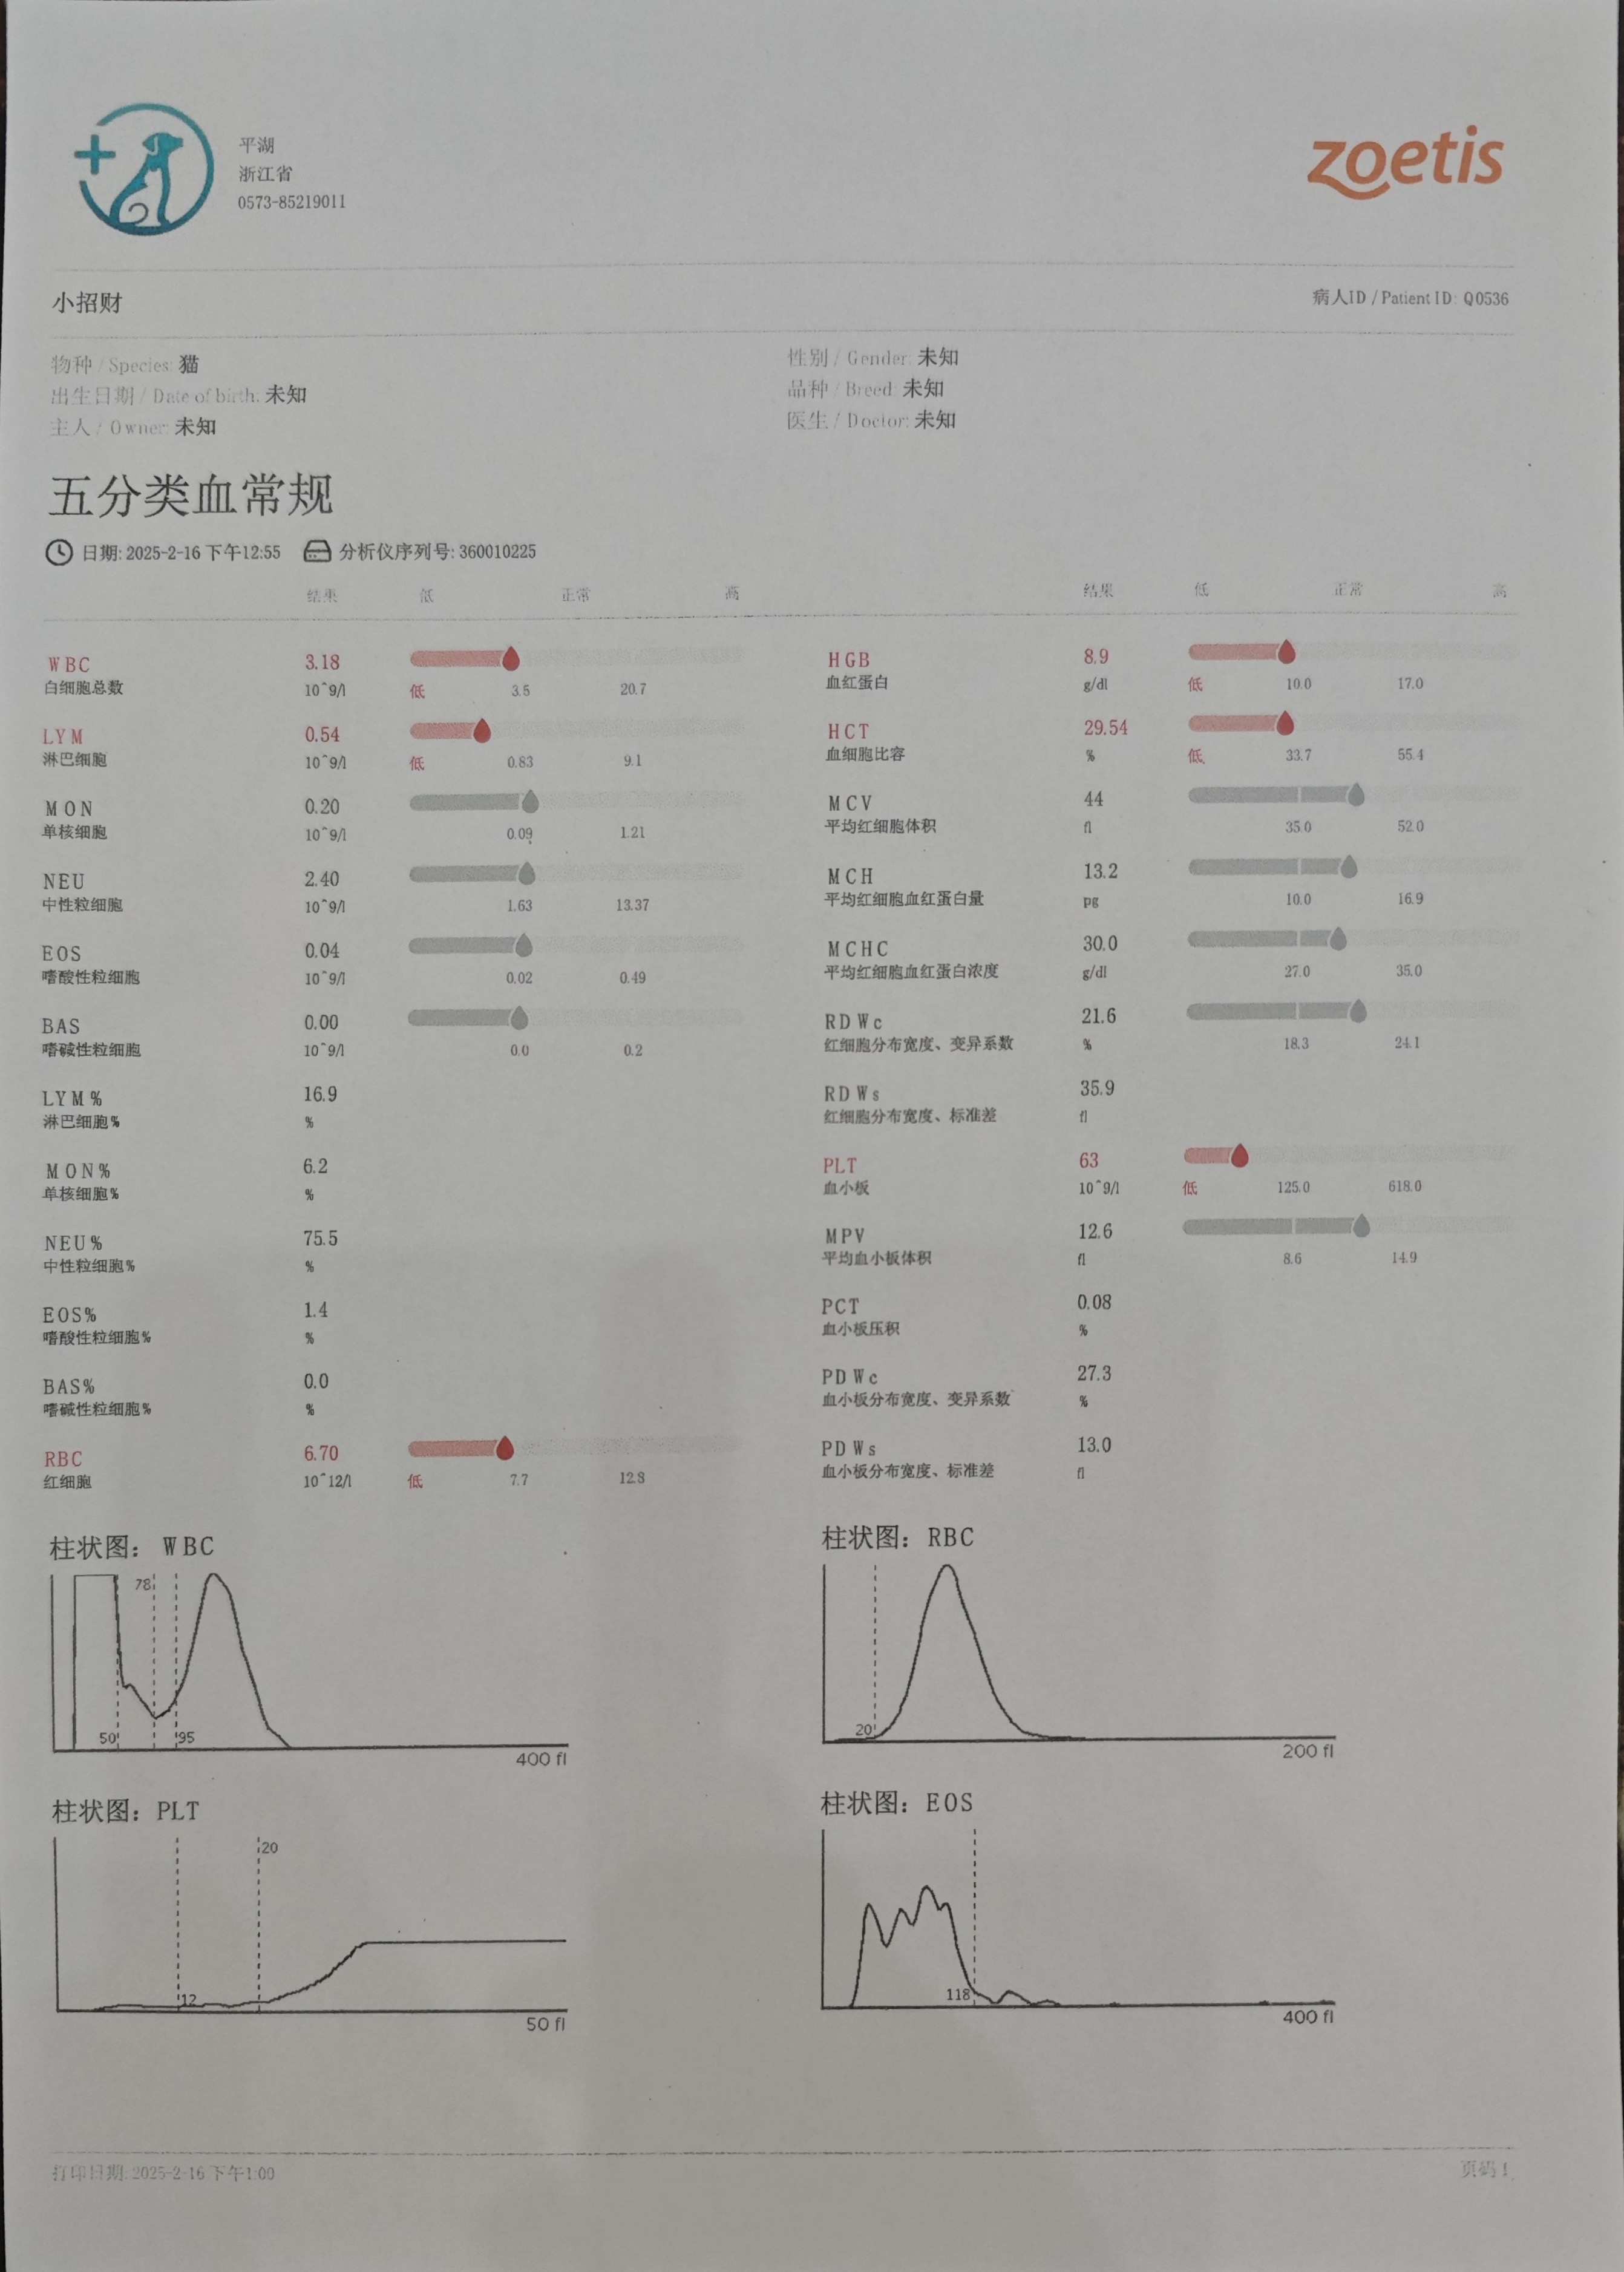 平湖
浙江省
0573-85219011
zoetis
小招财
病人ID / Patient ID: Q0536
物种 / Species: 猫
性别 / Gender: 未知
出生日期 / Date of birth: 未知
品种 / Breed: 未知
主人 / Owner: 未知
医生 / Doctor: 未知
五分类血常规
日期: 2025-2-16 下午12:55 分析仪序列号: 360010225
结果 低 正常 高
WBC 3.18
白细胞总数 10^9/l 低 3.5 20.7
LYM 0.54
淋巴细胞 10^9/l 低 0.83 9.1
MON 0.20
单核细胞 10^9/l 0.09 1.21
NEU 2.40
中性粒细胞 10^9/l 1.63 13.37
EOS 0.04
嗜酸性粒细胞 10^9/l 0.02 0.49
BAS 0.00
嗜碱性粒细胞 10^9/l 0.0 0.2
LYM% 16.9
淋巴细胞% %
MON% 6.2
单核细胞% %
NEU% 75.5
中性粒细胞% %
EOS% 1.4
嗜酸性粒细胞% %
BAS% 0.0
嗜碱性粒细胞% %
RBC 6.70
红细胞 10^12/l 低 7.7 12.8
结果 低 正常 高
HGB 8.9
血红蛋白 g/dl 低 10.0 17.0
HCT 29.54
血细胞比容 % 低 33.7 55.4
MCV 44
平均红细胞体积 fl 35.0 52.0
MCH 13.2
平均红细胞血红蛋白量 pg 10.0 16.9
MCHC 30.0
平均红细胞血红蛋白浓度 g/dl 27.0 35.0
RDWc 21.6
红细胞分布宽度、变异系数 % 18.3 24.1
RDWs 35.9
红细胞分布宽度、标准差 fl
PLT 63
血小板 10^9/l 低 125.0 618.0
MPV 12.6
平均血小板体积 fl 8.6 14.9
PCT 0.08
血小板压积 %
PDWc 27.3
血小板分布宽度、变异系数 %
PDWs 13.0
血小板分布宽度、标准差 fl
柱状图: WBC
78
50 95
400 fl
柱状图: RBC
20
200 fl
柱状图: PLT
20
12
50 fl
柱状图: EOS
118
400 fl
打印日期: 2025-2-16 下午1:00
页码 1